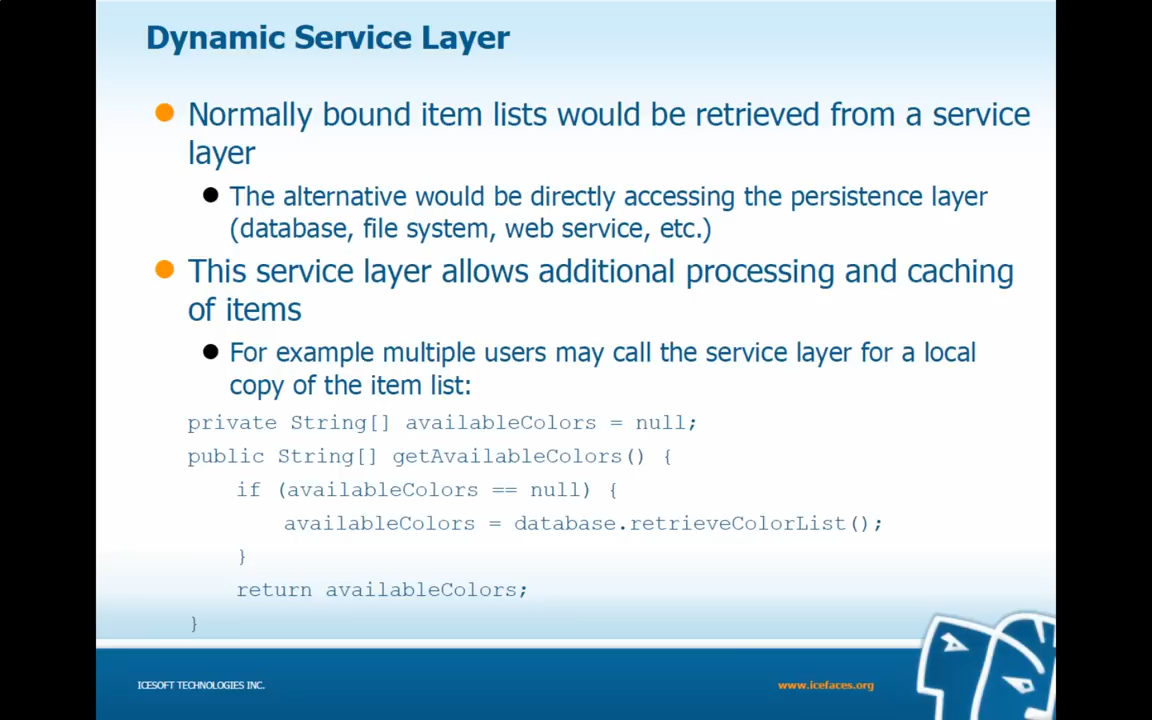 Dynamic Service Layer
Normally bound item lists would be retrieved from a service
layer
The alternative would be directly accessing the persistence layer
(database, file system, web service, etc.)
This service layer allows additional processing and caching
of items
For example multiple users may call the service layer for a local
copy of the item list:
private String[] availableColors = null;
public String[] getAvailableColors() {
if (availableColors == null) {
availableColors = database.retrieveColorList();
}
return availableColors;
}
ICESOFT TECHNOLOGIES INC.
www.icefaces.org